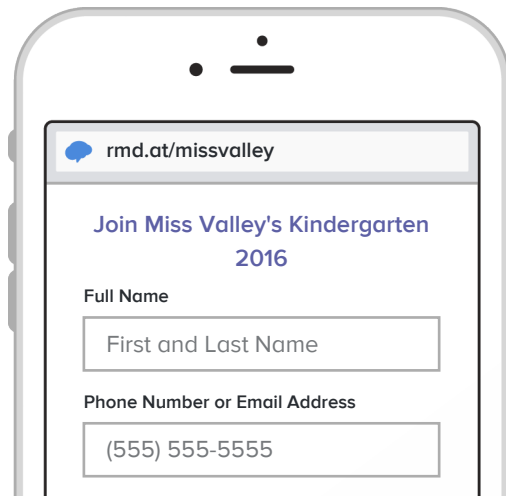 rmd.at/missvalley
Join Miss Valley's Kindergarten
2016
Full Name
First and Last Name
Phone Number or Email Address
(555) 555-5555